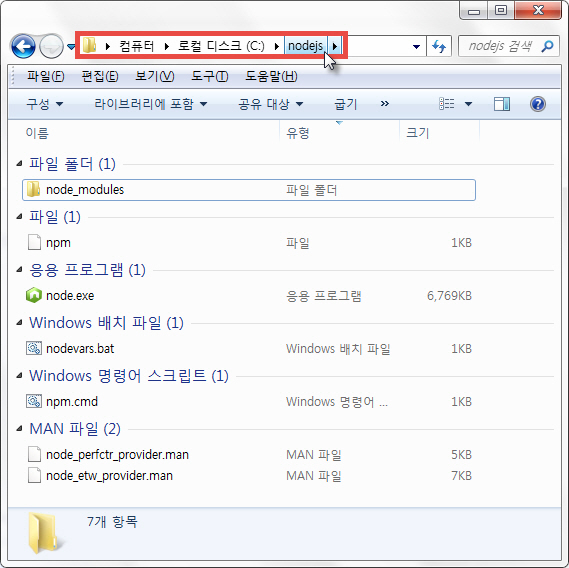 컴퓨터 로컬 디스크 (C:) nodejs nodejs 검색
파일(F) 편집(E) 보기(V) 도구(T) 도움말(H)
구성 라이브러리에 포함 공유 대상 굽기 »
이름 유형 크기
파일 폴더 (1)
node_modules 파일 폴더
파일 (1)
npm 파일 1KB
응용 프로그램 (1)
node.exe 응용 프로그램 6,769KB
Windows 배치 파일 (1)
nodevars.bat Windows 배치 파일 1KB
Windows 명령어 스크립트 (1)
npm.cmd Windows 명령어 ... 1KB
MAN 파일 (2)
node_perfctr_provider.man MAN 파일 5KB
node_etw_provider.man MAN 파일 7KB
7개 항목